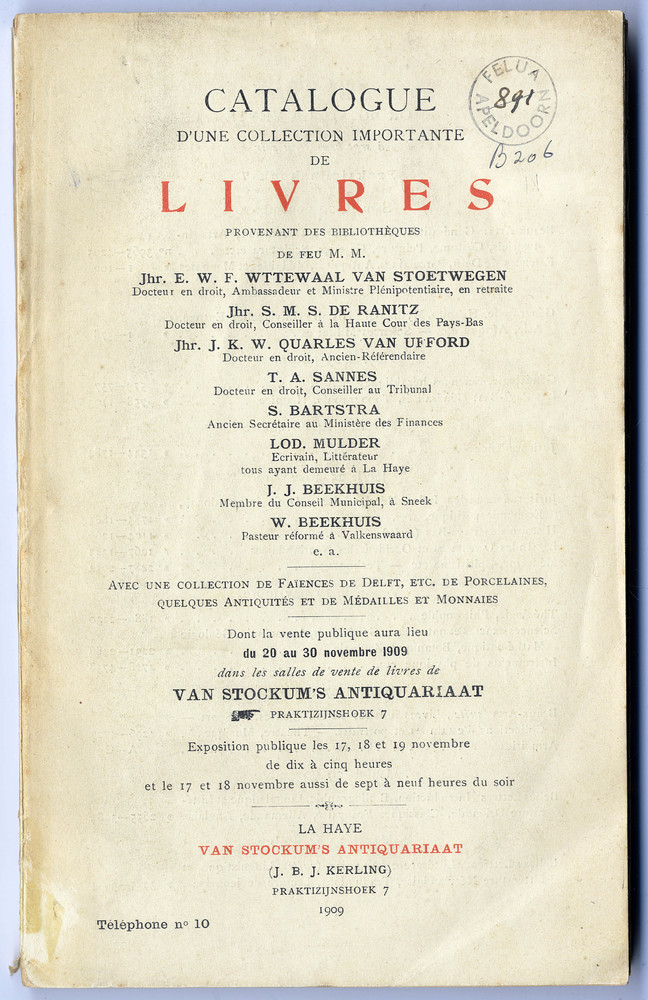 FELUA
891
APELDOORN
B206
CATALOGUE
D'UNE COLLECTION IMPORTANTE
DE
LIVRES
PROVENANT DES BIBLIOTHÈQUES
DE FEU M. M.
Jhr. E. W. F. WTTEWAAL VAN STOETWEGEN
Docteur en droit, Ambassadeur et Ministre Plénipotentiaire, en retraite
Jhr. S. M. S. DE RANITZ
Docteur en droit, Conseiller à la Haute Cour des Pays-Bas
Jhr. J. K. W. QUARLES VAN UFFORD
Docteur en droit, Ancien-Référendaire
T. A. SANNES
Docteur en droit, Conseiller au Tribunal
S. BARTSTRA
Ancien Secrétaire au Ministère des Finances
LOD. MULDER
Ecrivain, Littérateur
tous ayant demeuré à La Haye
J. J. BEEKHUIS
Membre du Conseil Municipal, à Sneek
W. BEEKHUIS
Pasteur réformé à Valkenswaard
e. a.
AVEC UNE COLLECTION DE FAÏENCES DE DELFT, ETC. DE PORCELAINES,
QUELQUES ANTIQUITÉS ET DE MÉDAILLES ET MONNAIES
Dont la vente publique aura lieu
du 20 au 30 novembre 1909
dans les salles de vente de livres de
VAN STOCKUM'S ANTIQUARIAAT
PRAKTIZIJNSHOEK 7
Exposition publique les 17, 18 et 19 novembre
de dix à cinq heures
et le 17 et 18 novembre aussi de sept à neuf heures du soir
LA HAYE
VAN STOCKUM'S ANTIQUARIAAT
(J. B. J. KERLING)
PRAKTIZIJNSHOEK 7
1909
Téléphone nº 10